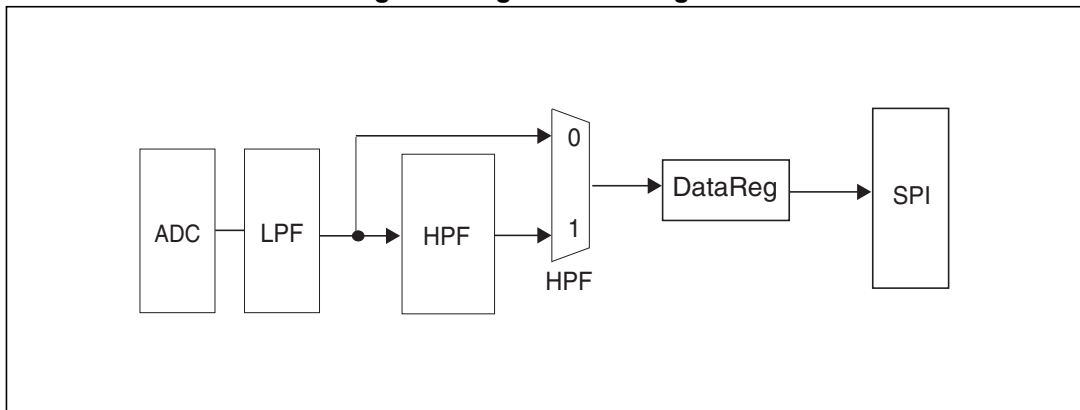 0
ADC
LPF
HPF
1
HPF
DataReg
SPI